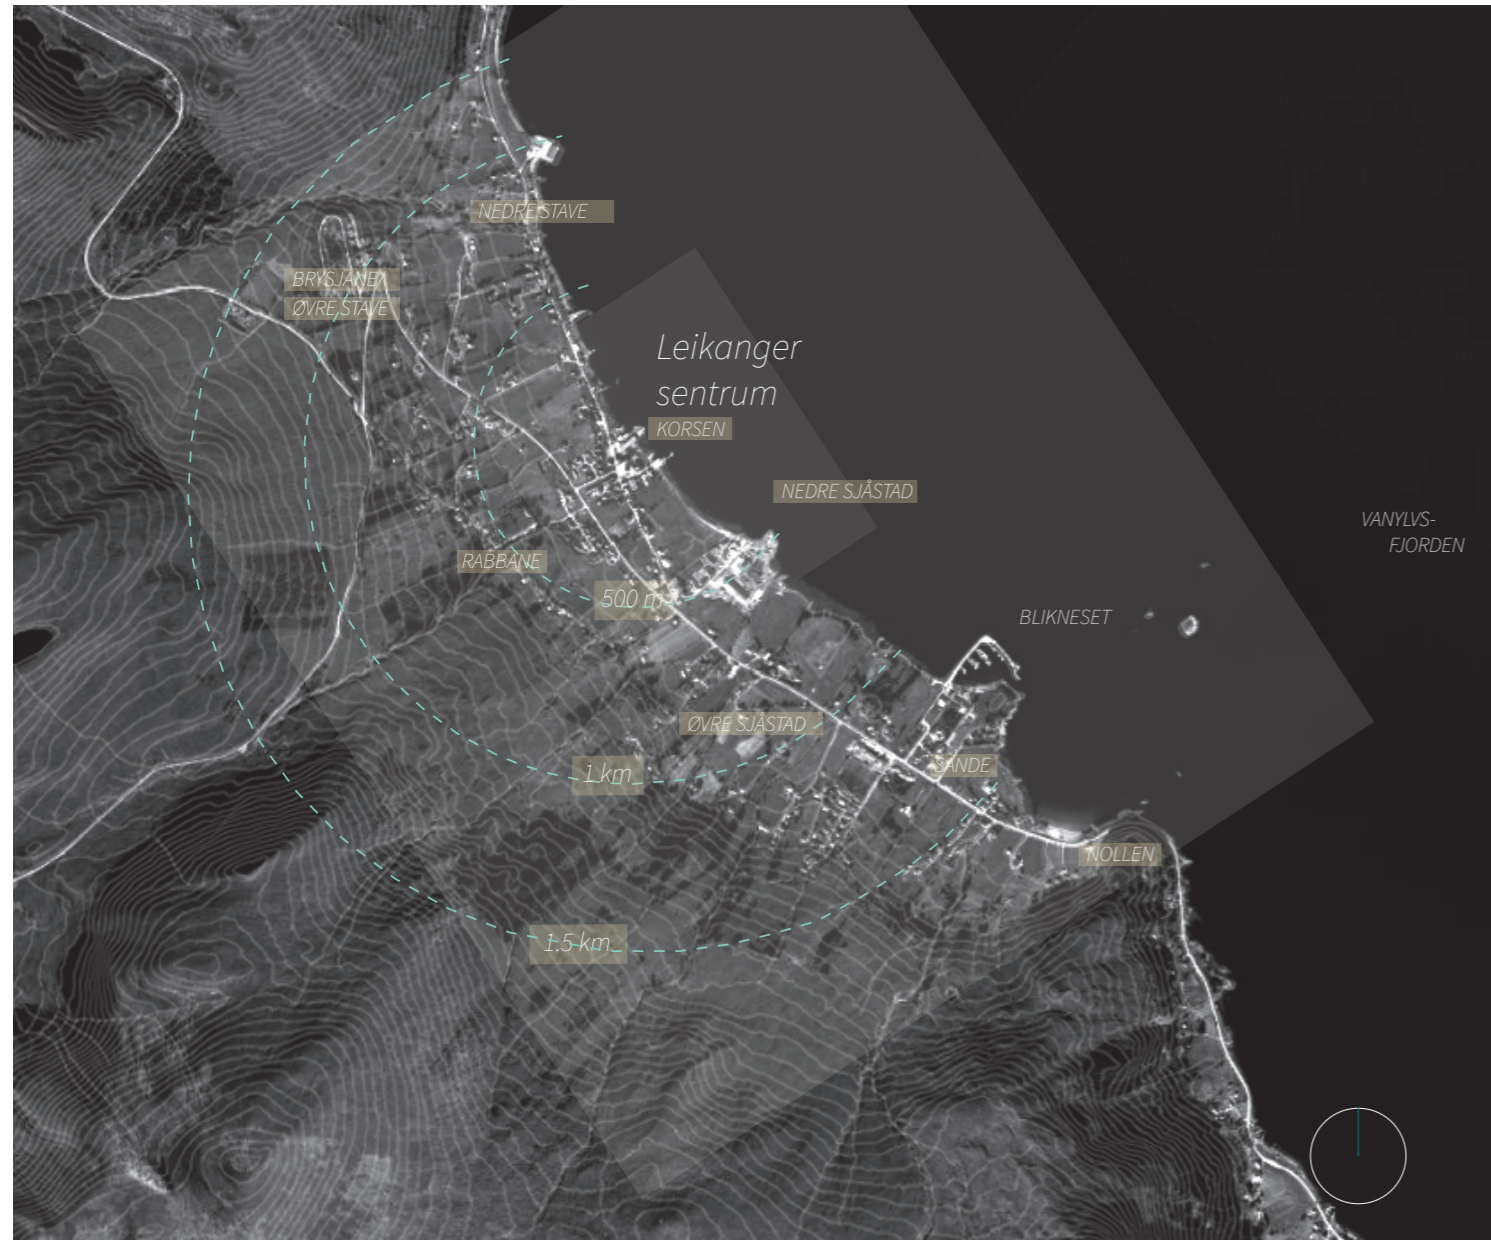 NEDRE STAVE
BRYSJANE/
ØVRE STAVE
Leikanger
sentrum
KORSEN
NEDRE SJÅSTAD
VANYLVS-
FJORDEN
RABBANE
500 m
BLIKNESET
ØVRE SJÅSTAD
SANDE
1 km
NOLLEN
1.5 km